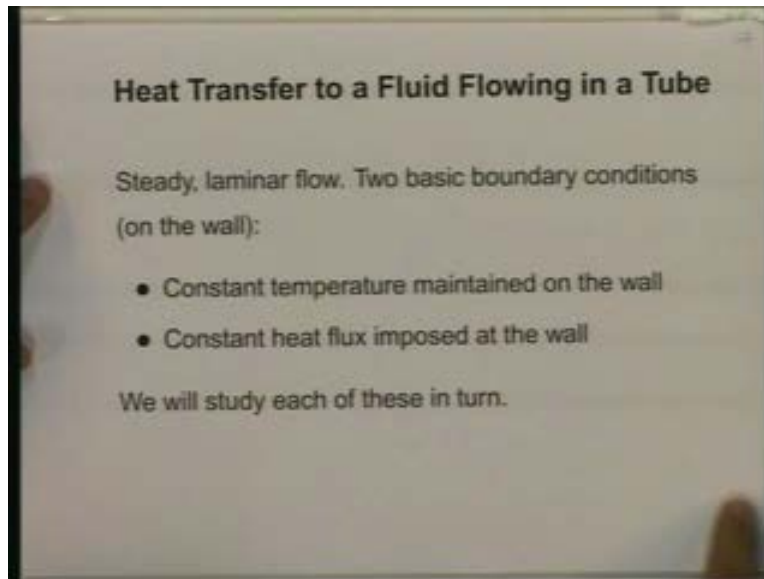 Heat Transfer to a Fluid Flowing in a Tube
Steady, laminar flow. Two basic boundary conditions
(on the wall):
• Constant temperature maintained on the wall
• Constant heat flux imposed at the wall
We will study each of these in turn.